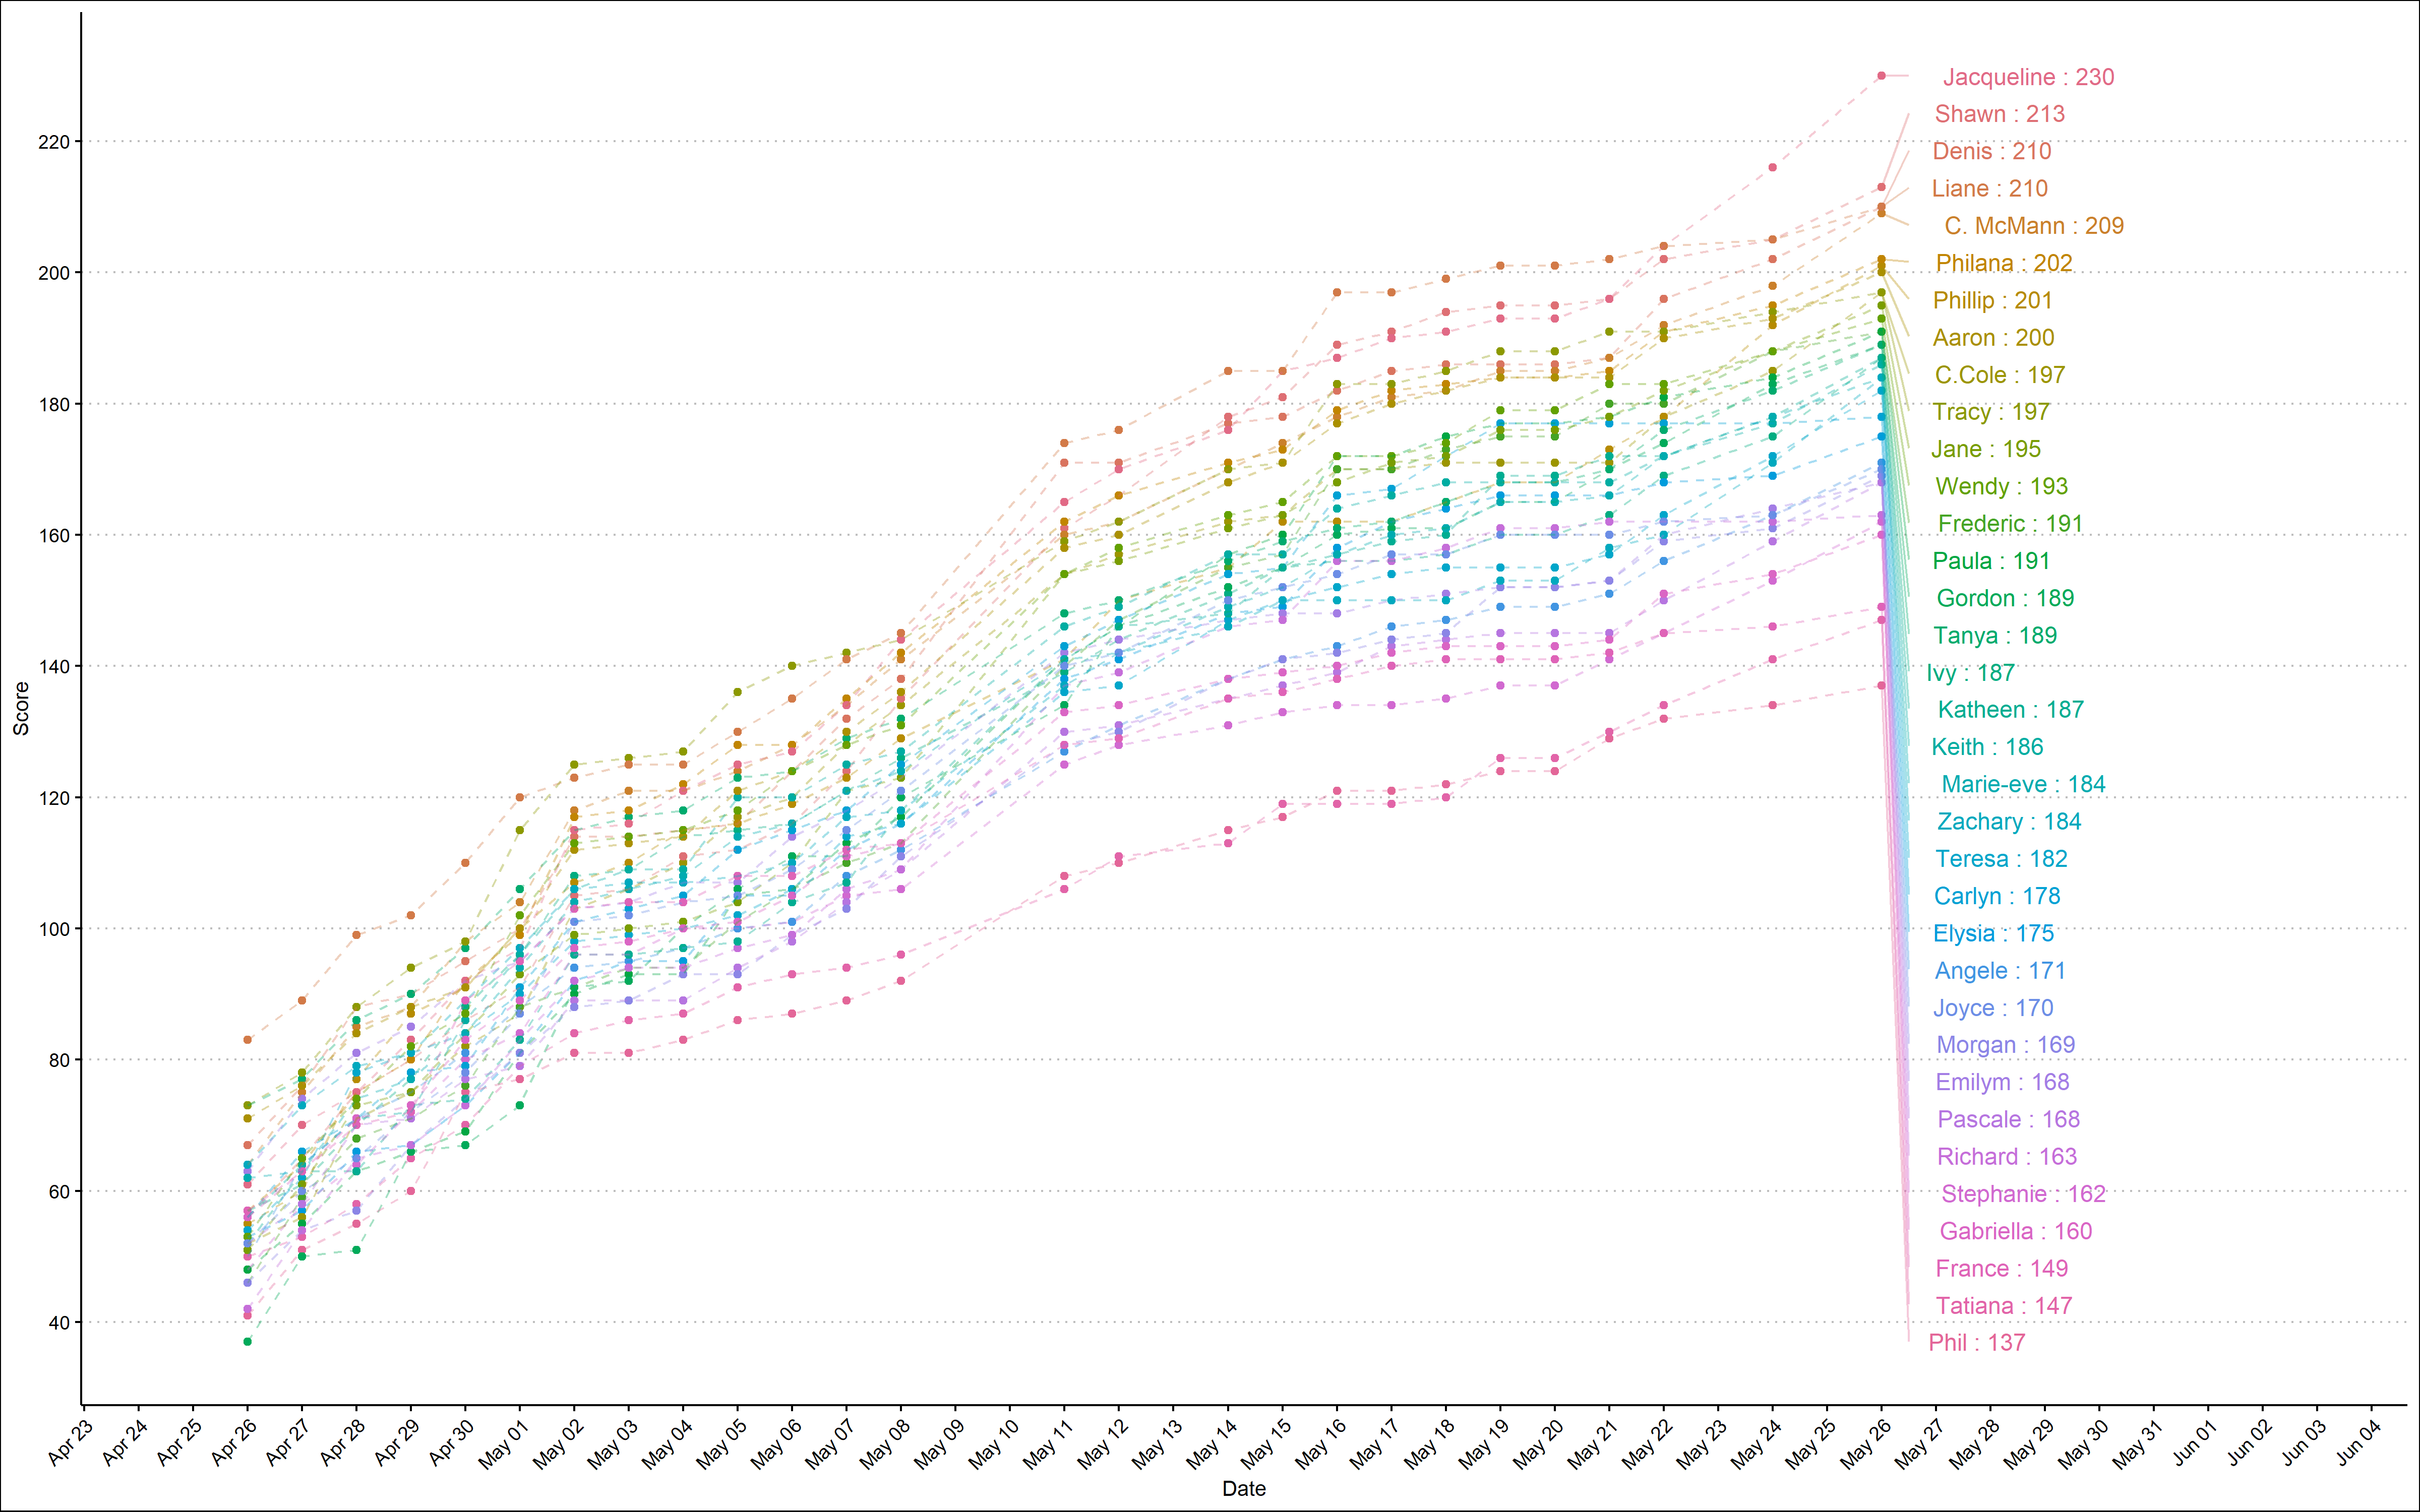 Jacqueline : 230
Shawn : 213
220
Denis : 210
Liane : 210
C. McMann : 209
Philana : 202
200
Phillip : 201
Aaron : 200
C.Cole : 197
180
Tracy : 197
Jane : 195
Wendy : 193
Frederic : 191
160
Paula : 191
Gordon : 189
Tanya : 189
140
Ivy : 187
Score
Katheen : 187
Keith : 186
Marie-eve : 184
120
Zachary : 184
Teresa : 182
Carlyn : 178
100
Elysia : 175
Angele : 171
Joyce : 170
Morgan : 169
80
Emilym : 168
Pascale : 168
Richard : 163
60
Stephanie : 162
Gabriella : 160
France : 149
Tatiana : 147
40
Phil : 137
Apr 23
Apr 24
Apr 25
Apr 26
Apr 27
Apr 28
Apr 29
Apr 30
May 01
May 02
May 03
May 04
May 05
May 06
May 07
May 08
May 09
May 10
May 11
May 12
May 13
May 14
May 15
May 16
May 17
May 18
May 19
May 20
May 21
May 22
May 23
May 24
May 25
May 26
May 27
May 28
May 29
May 30
May 31
Jun 01
Jun 02
Jun 03
Jun 04
Date